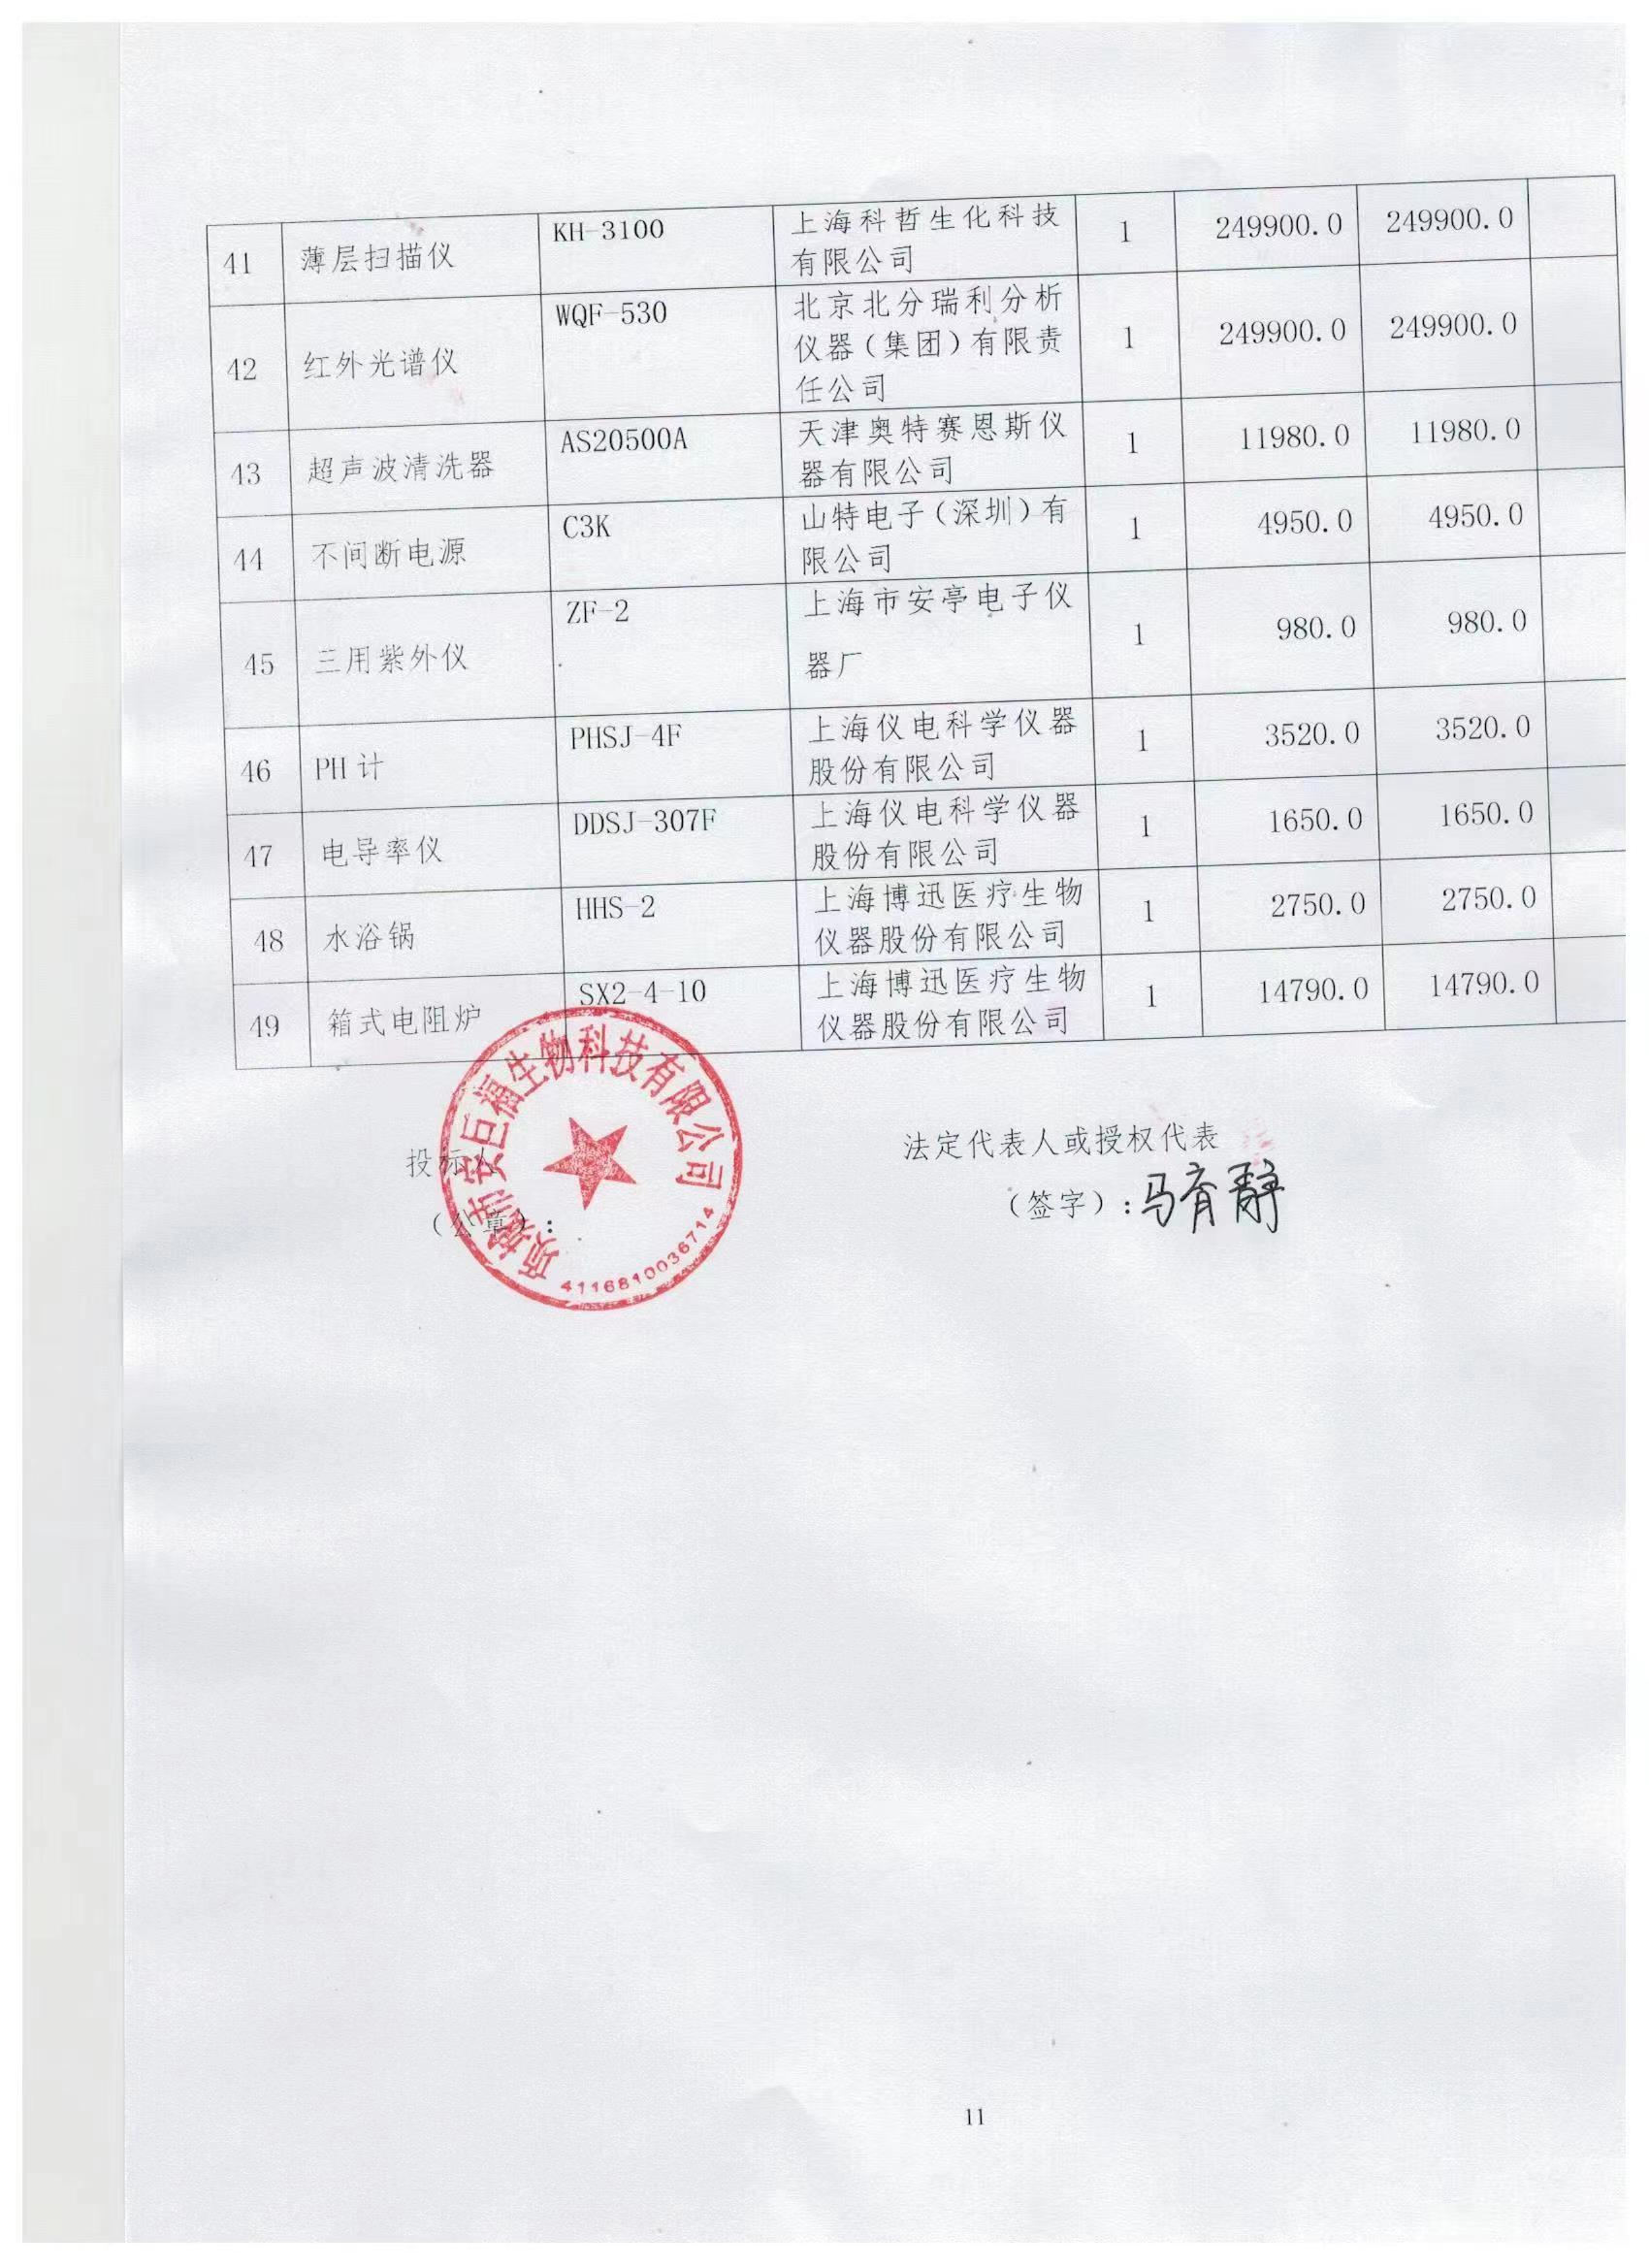 41 薄层扫描仪 KH-3100 上海科哲生化科技 1 249900.0 249900.0
有限公司
42 红外光谱仪 WQF-530 北京北分瑞利分析 1 249900.0 249900.0
仪器（集团）有限责
任公司
43 超声波清洗器 AS20500A 天津奥特赛恩斯仪 1 11980.0 11980.0
器有限公司
44 不间断电源 C3K 山特电子（深圳）有 1 4950.0 4950.0
限公司
45 三用紫外仪 ZF-2 上海市安亭电子仪 1 980.0 980.0
器厂
46 PH计 PHSJ-4F 上海仪电科学仪器 1 3520.0 3520.0
股份有限公司
47 电导率仪 DDSJ-307F 上海仪电科学仪器 1 1650.0 1650.0
股份有限公司
48 水浴锅 HHS-2 上海博迅医疗生物 1 2750.0 2750.0
仪器股份有限公司
49 箱式电阻炉 SX2-4-10 上海博迅医疗生物 1 14790.0 14790.0
仪器股份有限公司
投标人
（公章）：
项城市安巨福生物科技有限公司
4116810036714
法定代表人或授权代表
（签字）：马育静
11